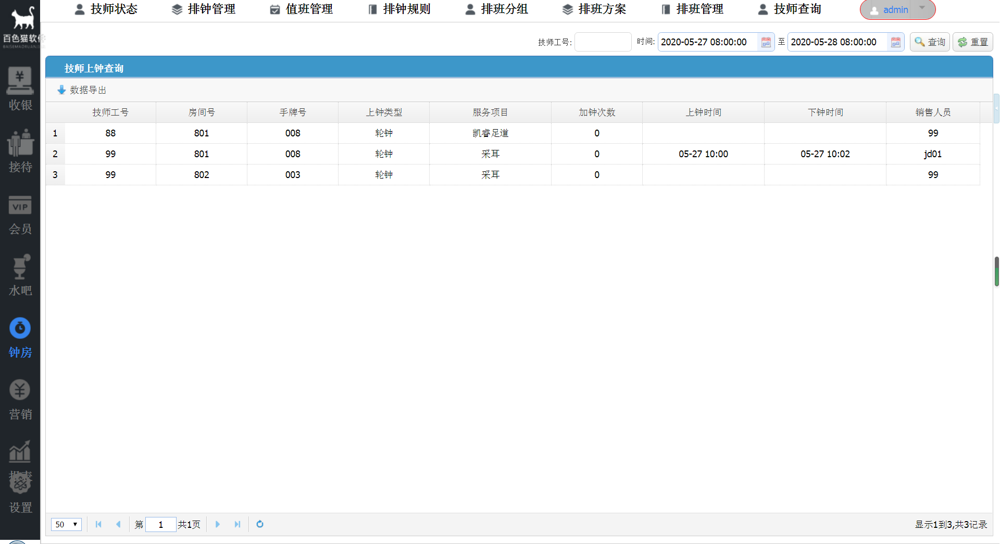 技师状态 排钟管理 值班管理 排钟规则 排班分组 排班方案 排班管理 技师查询 admin
百色猫软件
技师工号: 时间: 2020-05-27 08:00:00 至 2020-05-28 08:00:00 查询 重置
技师上钟查询
数据导出
技师工号 房间号 手牌号 上钟类型 服务项目 加钟次数 上钟时间 下钟时间 销售人员
1 88 801 008 轮钟 凯睿足道 0 99
2 99 801 008 轮钟 采耳 0 05-27 10:00 05-27 10:02 jd01
3 99 802 003 轮钟 采耳 0 99
收银
接待
VIP
会员
水吧
钟房
营销
报表
设置
50 第 1 共1页 显示1到3,共3记录